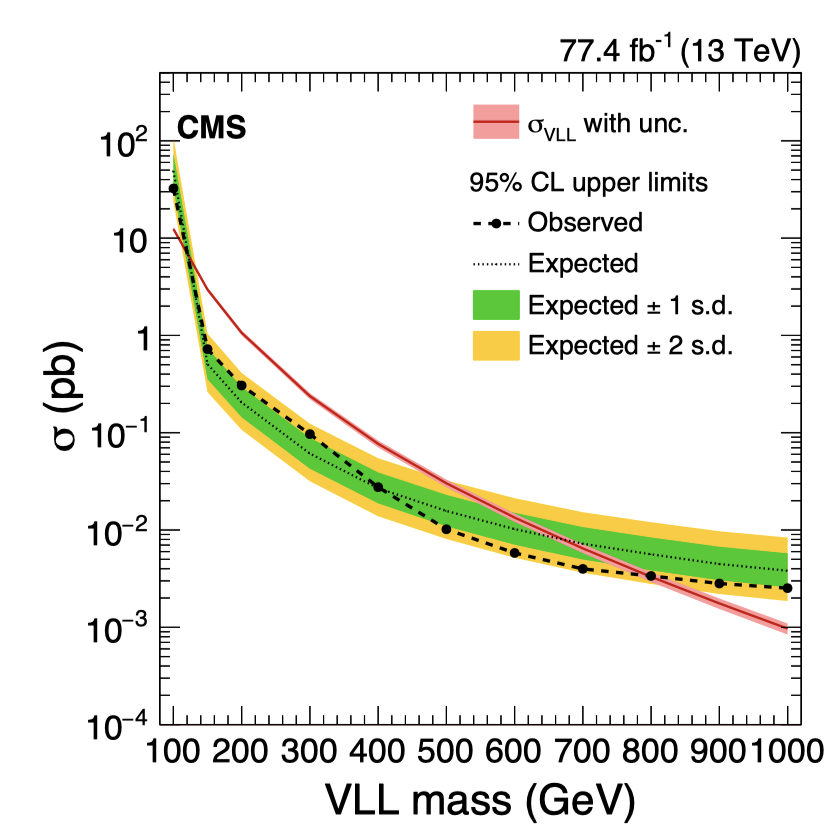 77.4 fb⁻¹ (13 TeV)
CMS
σVLL with unc.
95% CL upper limits
Observed
Expected
Expected ± 1 s.d.
Expected ± 2 s.d.
σ (pb)
10²
10
1
10⁻¹
10⁻²
10⁻³
10⁻⁴
100 200 300 400 500 600 700 800 900 1000
VLL mass (GeV)